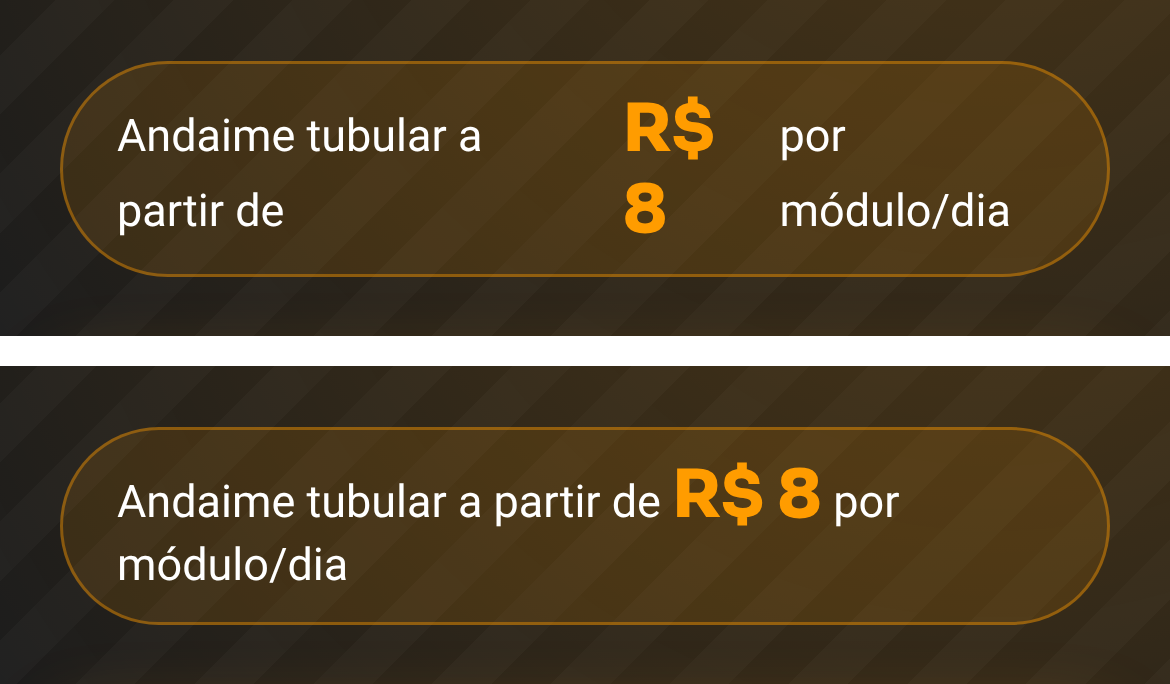 Andaime tubular a R$ por
partir de 8 módulo/dia
Andaime tubular a partir de R$ 8 por
módulo/dia